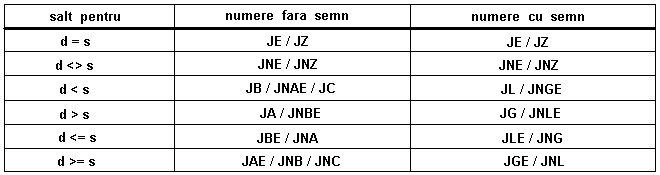 salt pentru numere fara semn numere cu semn
d = s JE / JZ JE / JZ
d <> s JNE / JNZ JNE / JNZ
d < s JB / JNAE / JC JL / JNGE
d > s JA / JNBE JG / JNLE
d <= s JBE / JNA JLE / JNG
d >= s JAE / JNB / JNC JGE / JNL